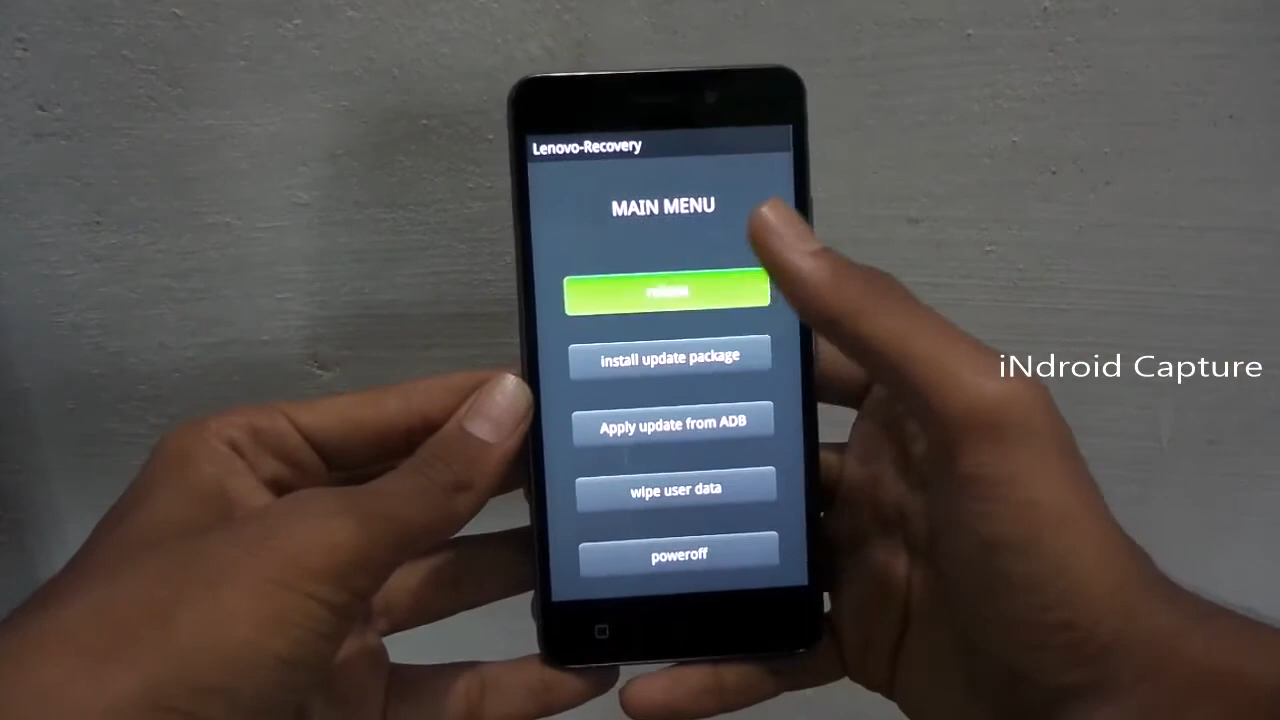 Lenovo-Recovery
MAIN MENU
install update package
iNdroid Capture
Apply update from ADB
wipe user data
poweroff